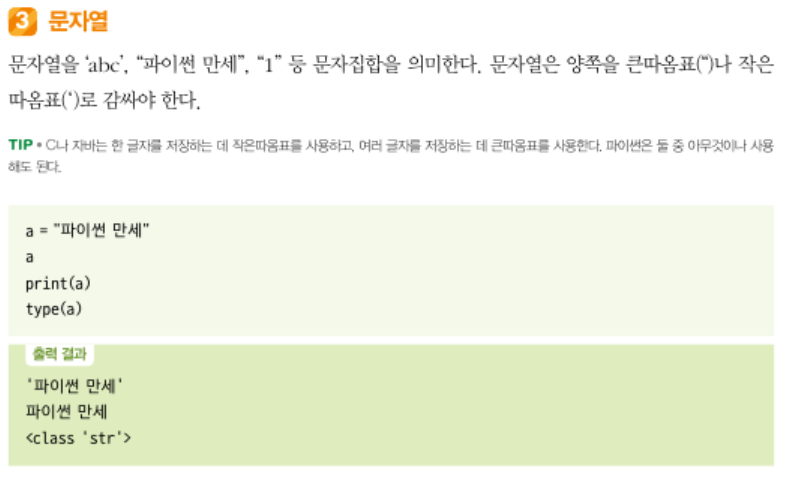 3 문자열
문자열을 ‘abc’, “파이썬 만세”, “1” 등 문자집합을 의미한다. 문자열은 양쪽을 큰따옴표(“)나 작은
따옴표(‘)로 감싸야 한다.
TIP • C나 자바는 한 글자를 저장하는 데 작은따옴표를 사용하고, 여러 글자를 저장하는 데 큰따옴표를 사용한다. 파이썬은 둘 중 아무것이나 사용
해도 된다.
a = "파이썬 만세"
a
print(a)
type(a)
출력 결과
'파이썬 만세'
파이썬 만세
<class 'str'>